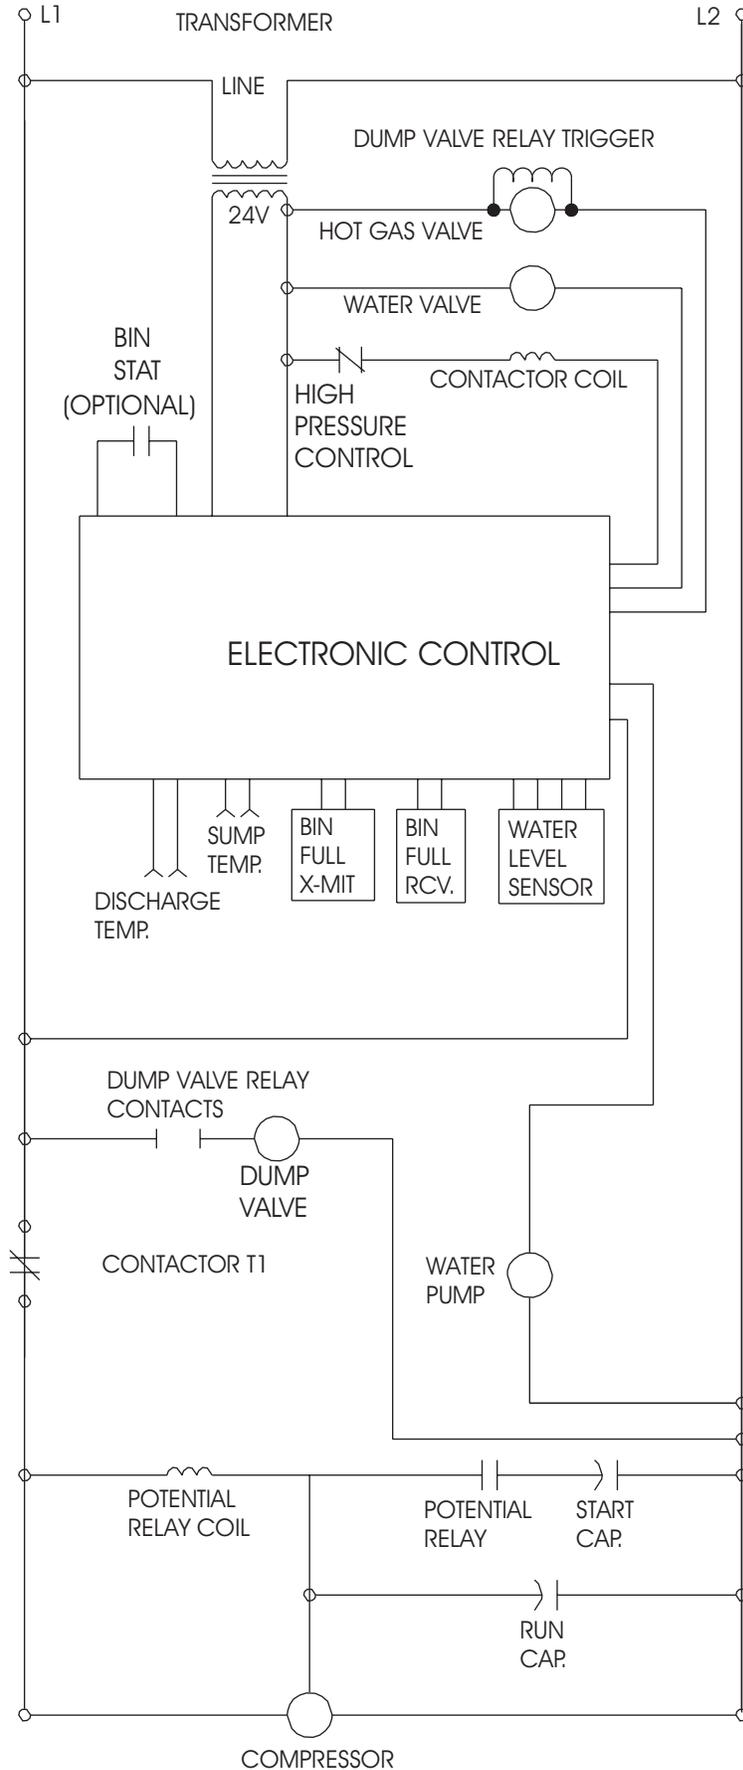 L1
TRANSFORMER
L2
LINE
DUMP VALVE RELAY TRIGGER
24V
HOT GAS VALVE
WATER VALVE
BIN
STAT
(OPTIONAL)
CONTACTOR COIL
HIGH
PRESSURE
CONTROL
ELECTRONIC CONTROL
SUMP
TEMP.
BIN
FULL
X-MIT
BIN
FULL
RCV.
WATER
LEVEL
SENSOR
DISCHARGE
TEMP.
DUMP VALVE RELAY
CONTACTS
DUMP
VALVE
CONTACTOR T1
WATER
PUMP
POTENTIAL
RELAY COIL
POTENTIAL
RELAY
START
CAP.
RUN
CAP.
COMPRESSOR